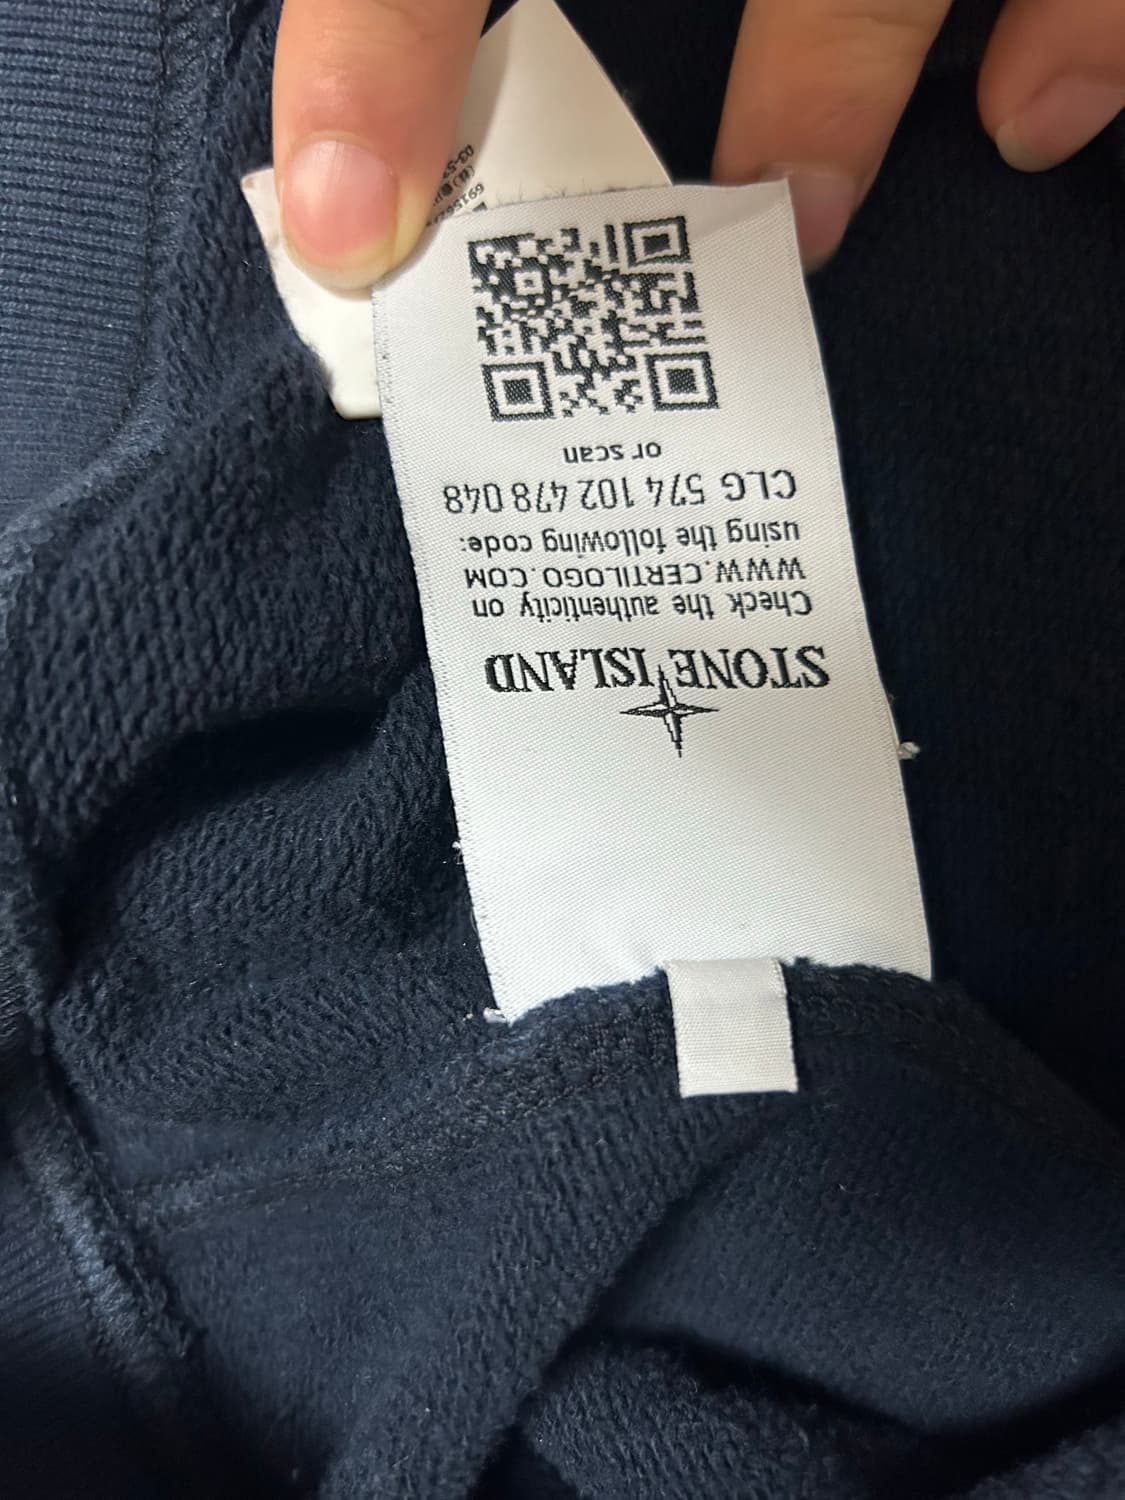 STONE ISLAND
Check the authenticity on
WWW.CERTILOGO.COM
using the following code:
CLG 574 102 478 048
or scan